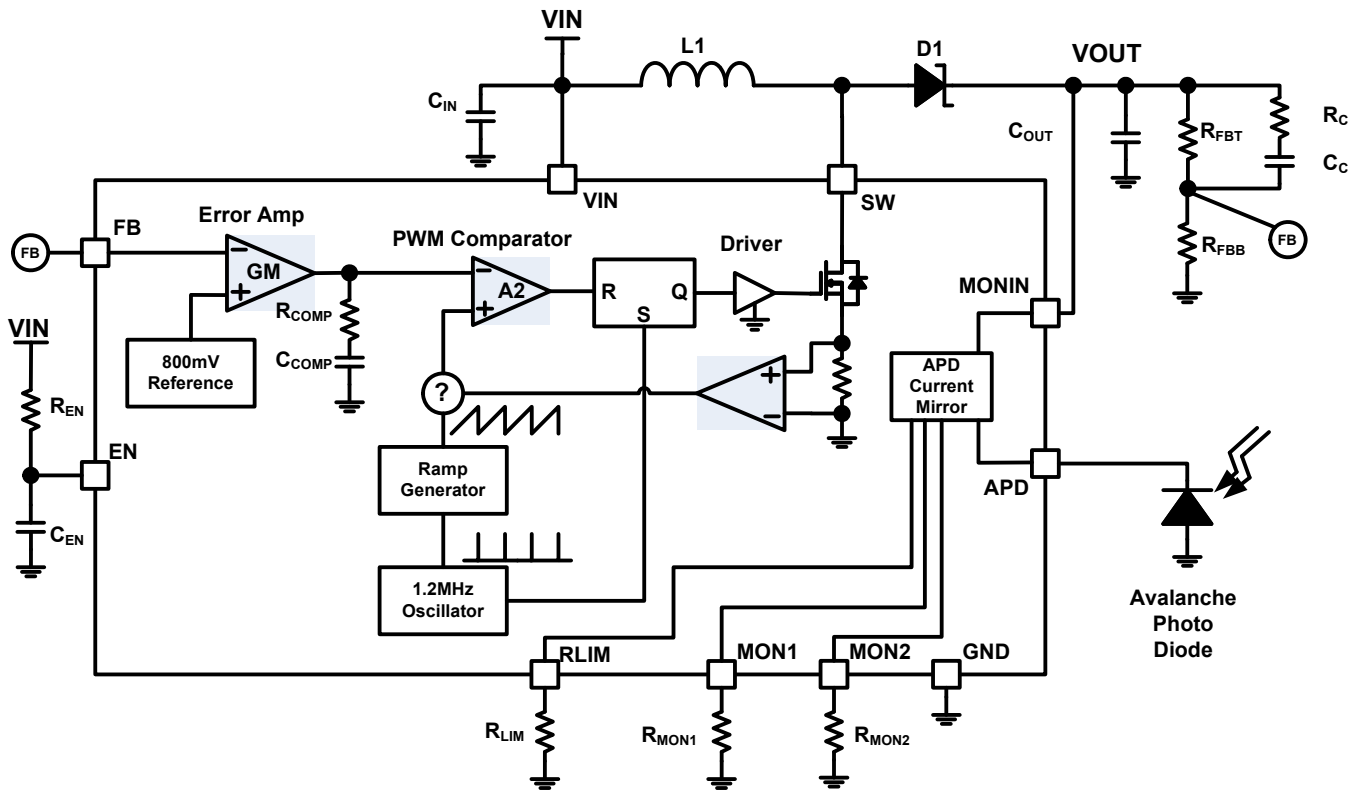 VIN
L1
D1
VOUT
CIN
COUT
RFBT
RC
CC
VIN
SW
FB
FB
Error Amp
PWM Comparator
Driver
RFBB
FB
GM
−
+
−
+
A2
R
Q
S
RCOMP
CCOMP
MONIN
VIN
800mV
Reference
?
+
−
APD
Current
Mirror
REN
EN
Ramp
Generator
APD
CEN
1.2MHz
Oscillator
Avalanche
Photo
Diode
RLIM
MON1
MON2
GND
RLIM
RMON1
RMON2